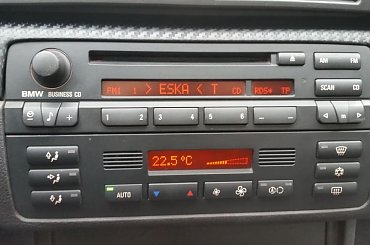 AM FM
FM1 1 > ESKA < T CD RDS* TP
BMW BUSINESS CD
SCAN CD
1 2 3 4 5 6
+
- -
m
22.5 °C
AUTO